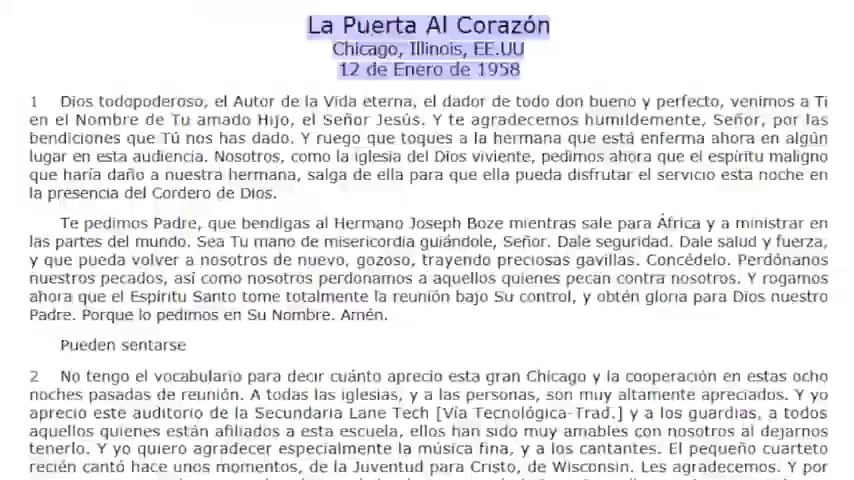 La Puerta Al Corazón
Chicago, Illinois, EE.UU
12 de Enero de 1958
1 Dios todopoderoso, el Autor de la Vida eterna, el dador de todo don bueno y perfecto, venimos a Ti
en el Nombre de Tu amado Hijo, el Señor Jesús. Y te agradecemos humildemente, Señor, por las
bendiciones que Tú nos has dado. Y ruego que toques a la hermana que está enferma ahora en algún
lugar en esta audiencia. Nosotros, como la iglesia del Dios viviente, pedimos ahora que el espíritu maligno
que haría daño a nuestra hermana, salga de ella para que ella pueda disfrutar el servicio esta noche en
la presencia del Cordero de Dios.
Te pedimos Padre, que bendigas al Hermano Joseph Boze mientras sale para África y a ministrar en
las partes del mundo. Sea Tu mano de misericordia guiándole, Señor. Dale seguridad. Dale salud y fuerza,
y que pueda volver a nosotros de nuevo, gozoso, trayendo preciosas gavillas. Concédelo. Perdónanos
nuestros pecados, así como nosotros perdonamos a aquellos quienes pecan contra nosotros. Y rogamos
ahora que el Espíritu Santo tome totalmente la reunión bajo Su control, y obtén gloria para Dios nuestro
Padre. Porque lo pedimos en Su Nombre. Amén.
Pueden sentarse
2 No tengo el vocabulario para decir cuánto aprecio esta gran Chicago y la cooperación en estas ocho
noches pasadas de reunión. A todas las iglesias, y a las personas, son muy altamente apreciados. Y yo
aprecio este auditorio de la Secundaria Lane Tech [Vía Tecnológica-Trad.] y a los guardias, a todos
aquellos quienes están afiliados a esta escuela, ellos han sido muy amables con nosotros al dejarnos
tenerlo. Y yo quiero agradecer especialmente la música fina, y a los cantantes. El pequeño cuarteto
recién cantó hace unos momentos, de la Juventud para Cristo, de Wisconsin. Les agradecemos. Y por